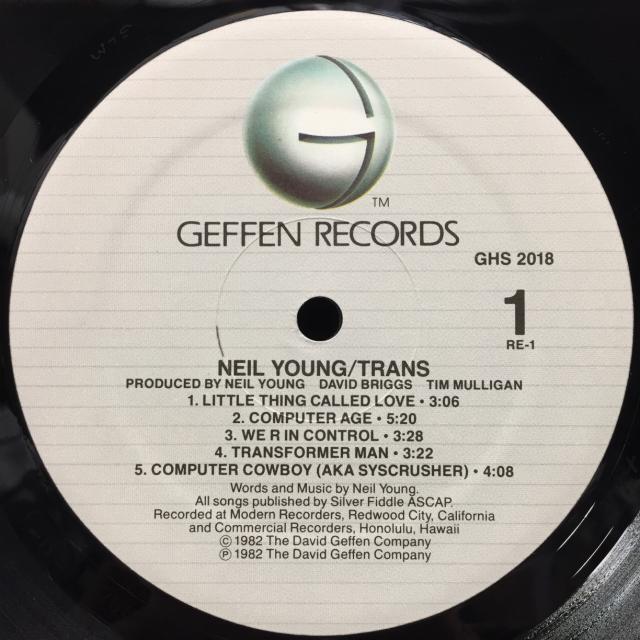 TM
GEFFEN RECORDS
GHS 2018
1
RE-1
NEIL YOUNG/TRANS
PRODUCED BY NEIL YOUNG DAVID BRIGGS TIM MULLIGAN
1. LITTLE THING CALLED LOVE • 3:06
2. COMPUTER AGE • 5:20
3. WE R IN CONTROL • 3:28
4. TRANSFORMER MAN • 3:22
5. COMPUTER COWBOY (AKA SYSCRUSHER) • 4:08
Words and Music by Neil Young.
All songs published by Silver Fiddle ASCAP.
Recorded at Modern Recorders, Redwood City, California
and Commercial Recorders, Honolulu, Hawaii
© 1982 The David Geffen Company
℗ 1982 The David Geffen Company